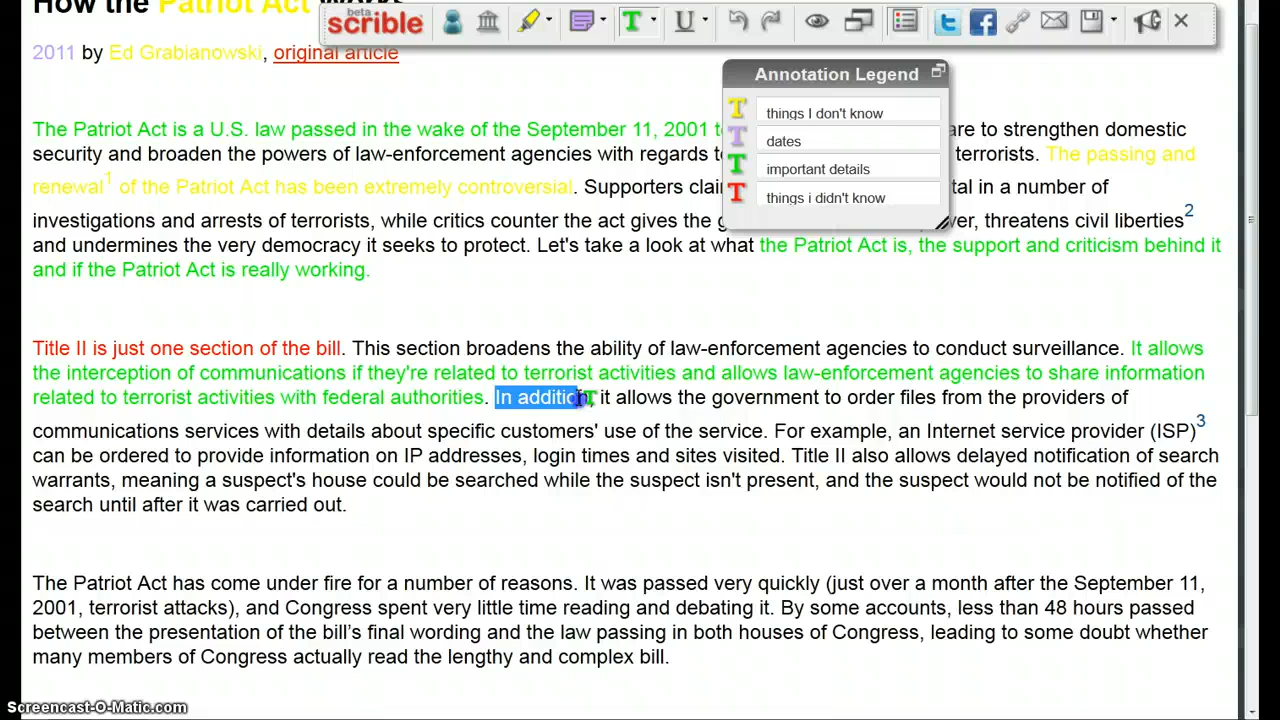 How the Patriot Act Works
beta
scrible
2011 by Ed Grabianowski, original article
Annotation Legend
T things I don't know
T dates
T important details
T things i didn't know
The Patriot Act is a U.S. law passed in the wake of the September 11, 2001 are to strengthen domestic
security and broaden the powers of law-enforcement agencies with regards terrorists. The passing and
renewal1 of the Patriot Act has been extremely controversial. Supporters in a number of
investigations and arrests of terrorists, while critics counter the act gives the threatens civil liberties2
and undermines the very democracy it seeks to protect. Let's take a look at what the Patriot Act is, the support and criticism behind it
and if the Patriot Act is really working.
Title II is just one section of the bill. This section broadens the ability of law-enforcement agencies to conduct surveillance. It allows
the interception of communications if they're related to terrorist activities and allows law-enforcement agencies to share information
related to terrorist activities with federal authorities. In addition, it allows the government to order files from the providers of
communications services with details about specific customers' use of the service. For example, an Internet service provider (ISP)3
can be ordered to provide information on IP addresses, login times and sites visited. Title II also allows delayed notification of search
warrants, meaning a suspect's house could be searched while the suspect isn't present, and the suspect would not be notified of the
search until after it was carried out.
The Patriot Act has come under fire for a number of reasons. It was passed very quickly (just over a month after the September 11,
2001, terrorist attacks), and Congress spent very little time reading and debating it. By some accounts, less than 48 hours passed
between the presentation of the bill's final wording and the law passing in both houses of Congress, leading to some doubt whether
many members of Congress actually read the lengthy and complex bill.
Screencast-O-Matic.com